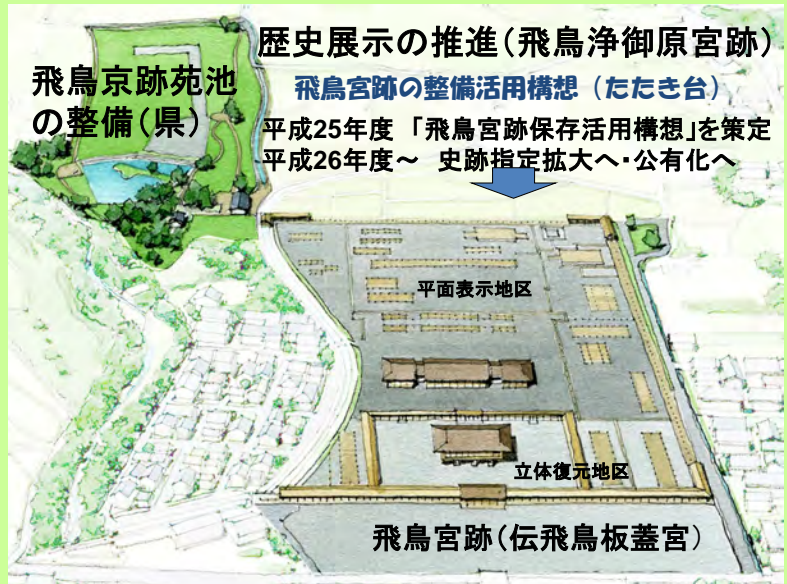 歴史展示の推進(飛鳥浄御原宮跡)
飛鳥京跡苑池
の整備(県)
飛鳥宮跡の整備活用構想(たたき台)
平成25年度 「飛鳥宮跡保存活用構想」を策定
平成26年度~ 史跡指定拡大へ・公有化へ
平面表示地区
立体復元地区
飛鳥宮跡(伝飛鳥板蓋宮)